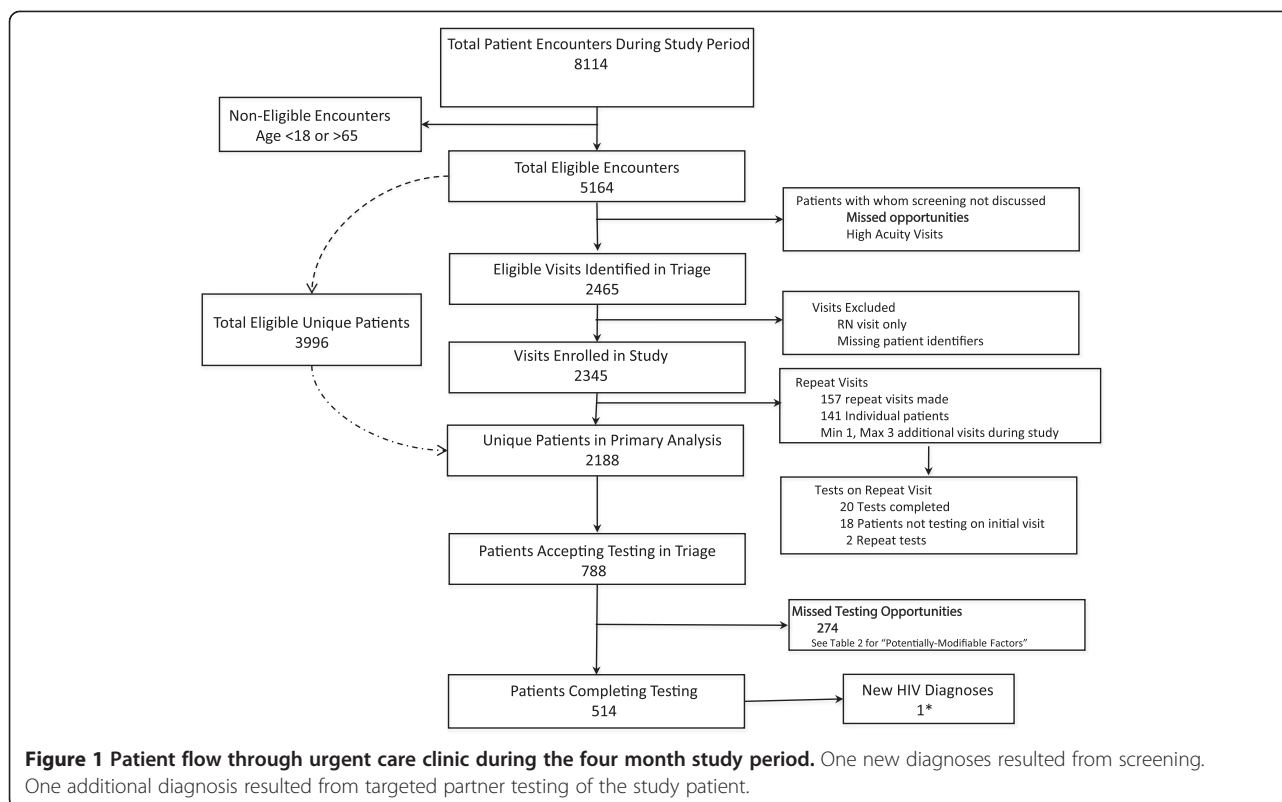 Total Patient Encounters During Study Period
8114
Non-Eligible Encounters
Age <18 or >65
Total Eligible Encounters
5164
Patients with whom screening not discussed
Missed opportunities
High Acuity Visits
Eligible Visits Identified in Triage
2465
Total Eligible Unique Patients
3996
Visits Excluded
RN visit only
Missing patient identifiers
Visits Enrolled in Study
2345
Repeat Visits
157 repeat visits made
141 Individual patients
Min 1, Max 3 additional visits during study
Unique Patients in Primary Analysis
2188
Tests on Repeat Visit
20 Tests completed
18 Patients not testing on initial visit
2 Repeat tests
Patients Accepting Testing in Triage
788
Missed Testing Opportunities
274
See Table 2 for “Potentially-Modifiable Factors”
Patients Completing Testing
514
New HIV Diagnoses
1*
Figure 1 Patient flow through urgent care clinic during the four month study period. One new diagnoses resulted from screening.
One additional diagnosis resulted from targeted partner testing of the study patient.